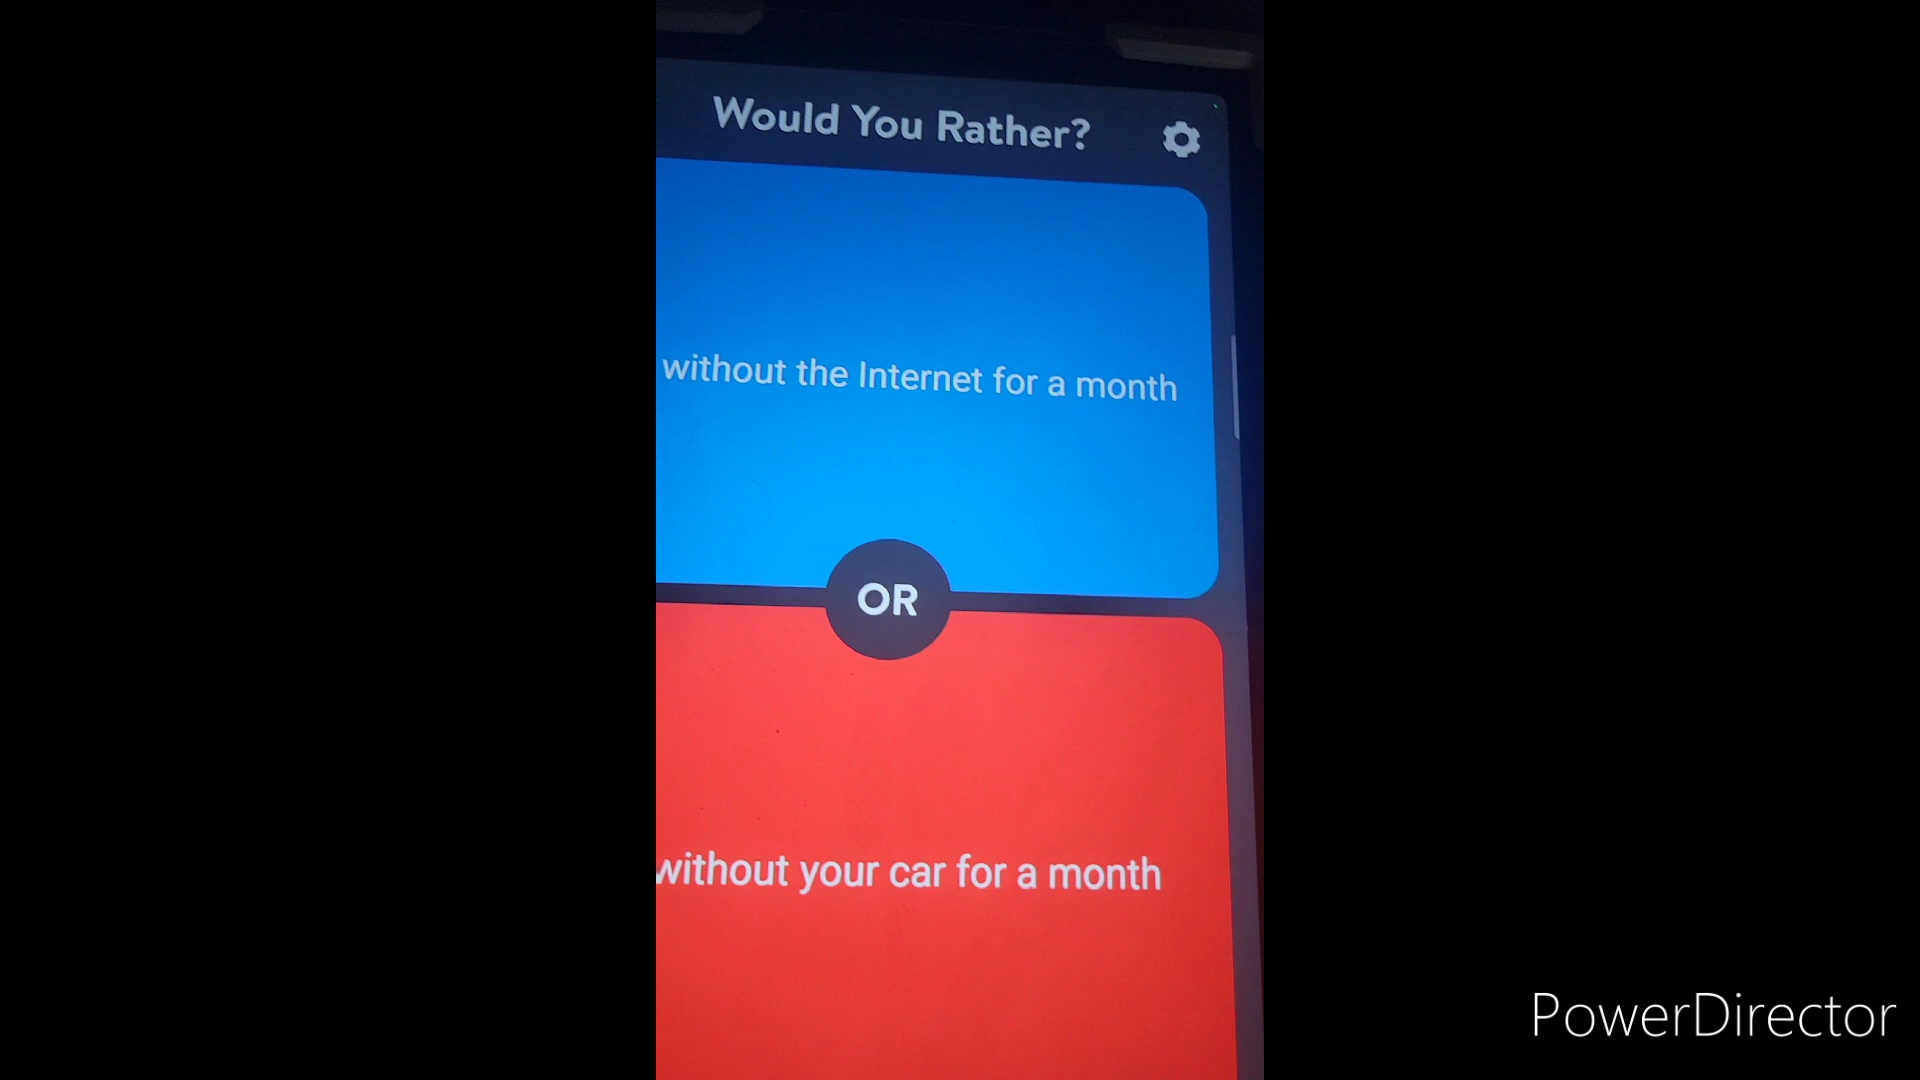 Would You Rather?
without the Internet for a month
OR
without your car for a month
PowerDirector